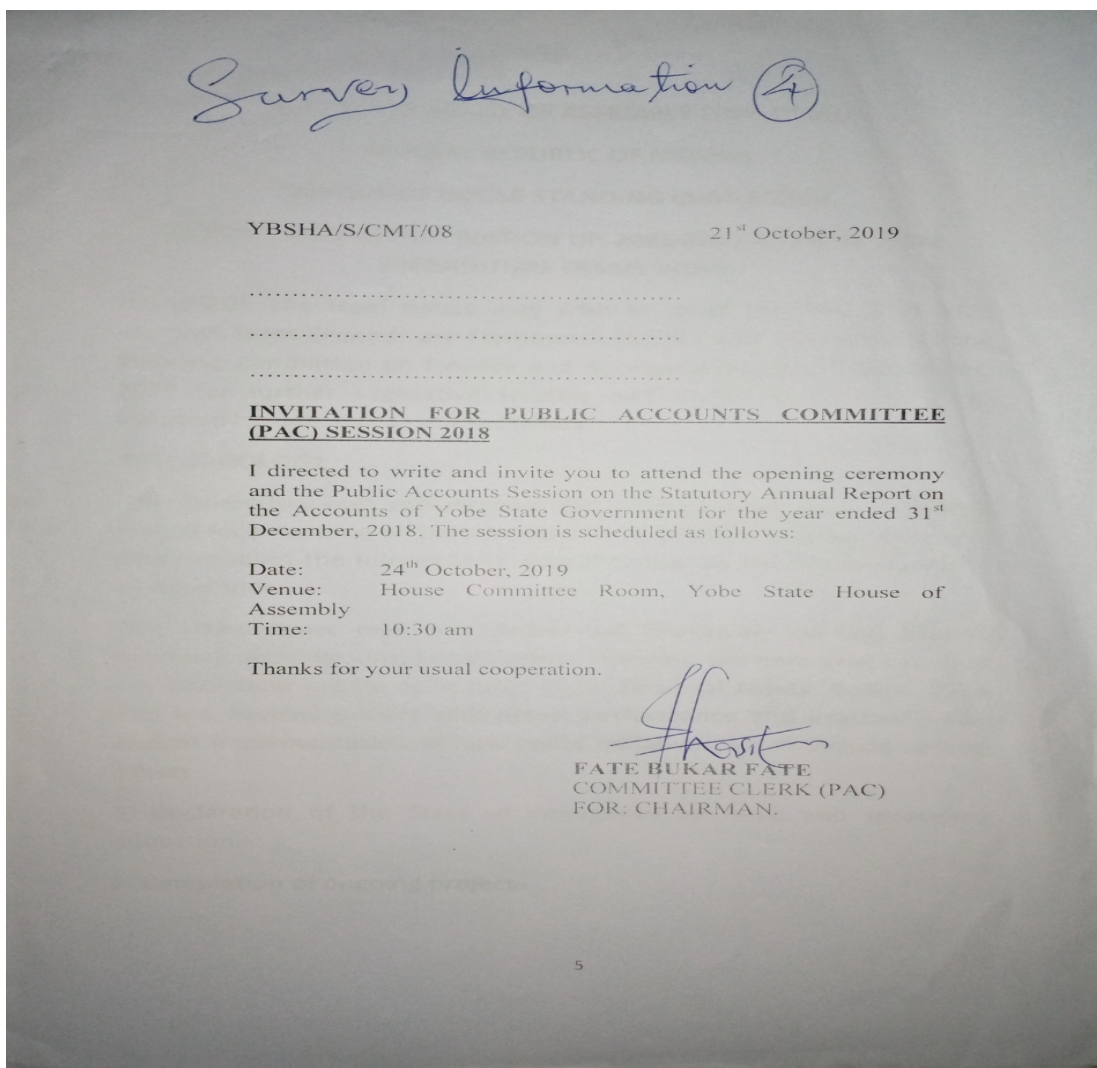 Survey Information 4
YBSHA/S/CMT/08 21st October, 2019
................................................
................................................
................................................
INVITATION FOR PUBLIC ACCOUNTS COMMITTEE
(PAC) SESSION 2018
I directed to write and invite you to attend the opening ceremony
and the Public Accounts Session on the Statutory Annual Report on
the Accounts of Yobe State Government for the year ended 31st
December, 2018. The session is scheduled as follows:
Date: 24th October, 2019
Venue: House Committee Room, Yobe State House of
Assembly
Time: 10:30 am
Thanks for your usual cooperation.
FATE BUKAR FATE
COMMITTEE CLERK (PAC)
FOR: CHAIRMAN.
5